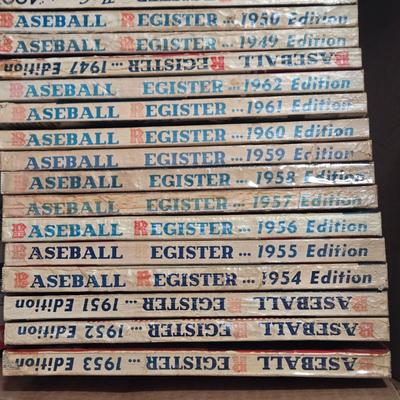 BASEBALL REGISTER ... 1950 Edition
BASEBALL REGISTER ... 1949 Edition
BASEBALL REGISTER ... 1947 Edition
BASEBALL REGISTER ... 1962 Edition
BASEBALL REGISTER ... 1961 Edition
BASEBALL REGISTER ... 1960 Edition
BASEBALL REGISTER ... 1959 Edition
BASEBALL REGISTER ... 1958 Edition
BASEBALL REGISTER ... 1957 Edition
BASEBALL REGISTER ... 1956 Edition
BASEBALL REGISTER ... 1955 Edition
BASEBALL REGISTER ... 1954 Edition
BASEBALL REGISTER ... 1951 Edition
BASEBALL REGISTER ... 1952 Edition
BASEBALL REGISTER ... 1953 Edition